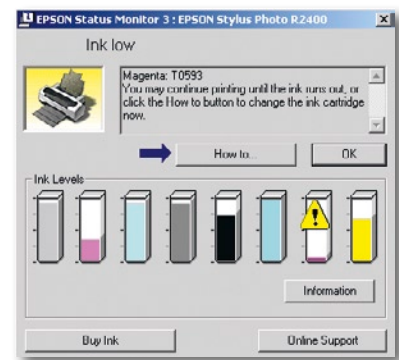 EPSON Status Monitor 3 : EPSON Stylus Photo R2400
Ink low
Magenta: T0593
You may continue printing until the ink runs out, or
click the How to button to change the ink cartridge
now.
How to...
OK
Ink Levels
Information
Buy Ink
Online Support